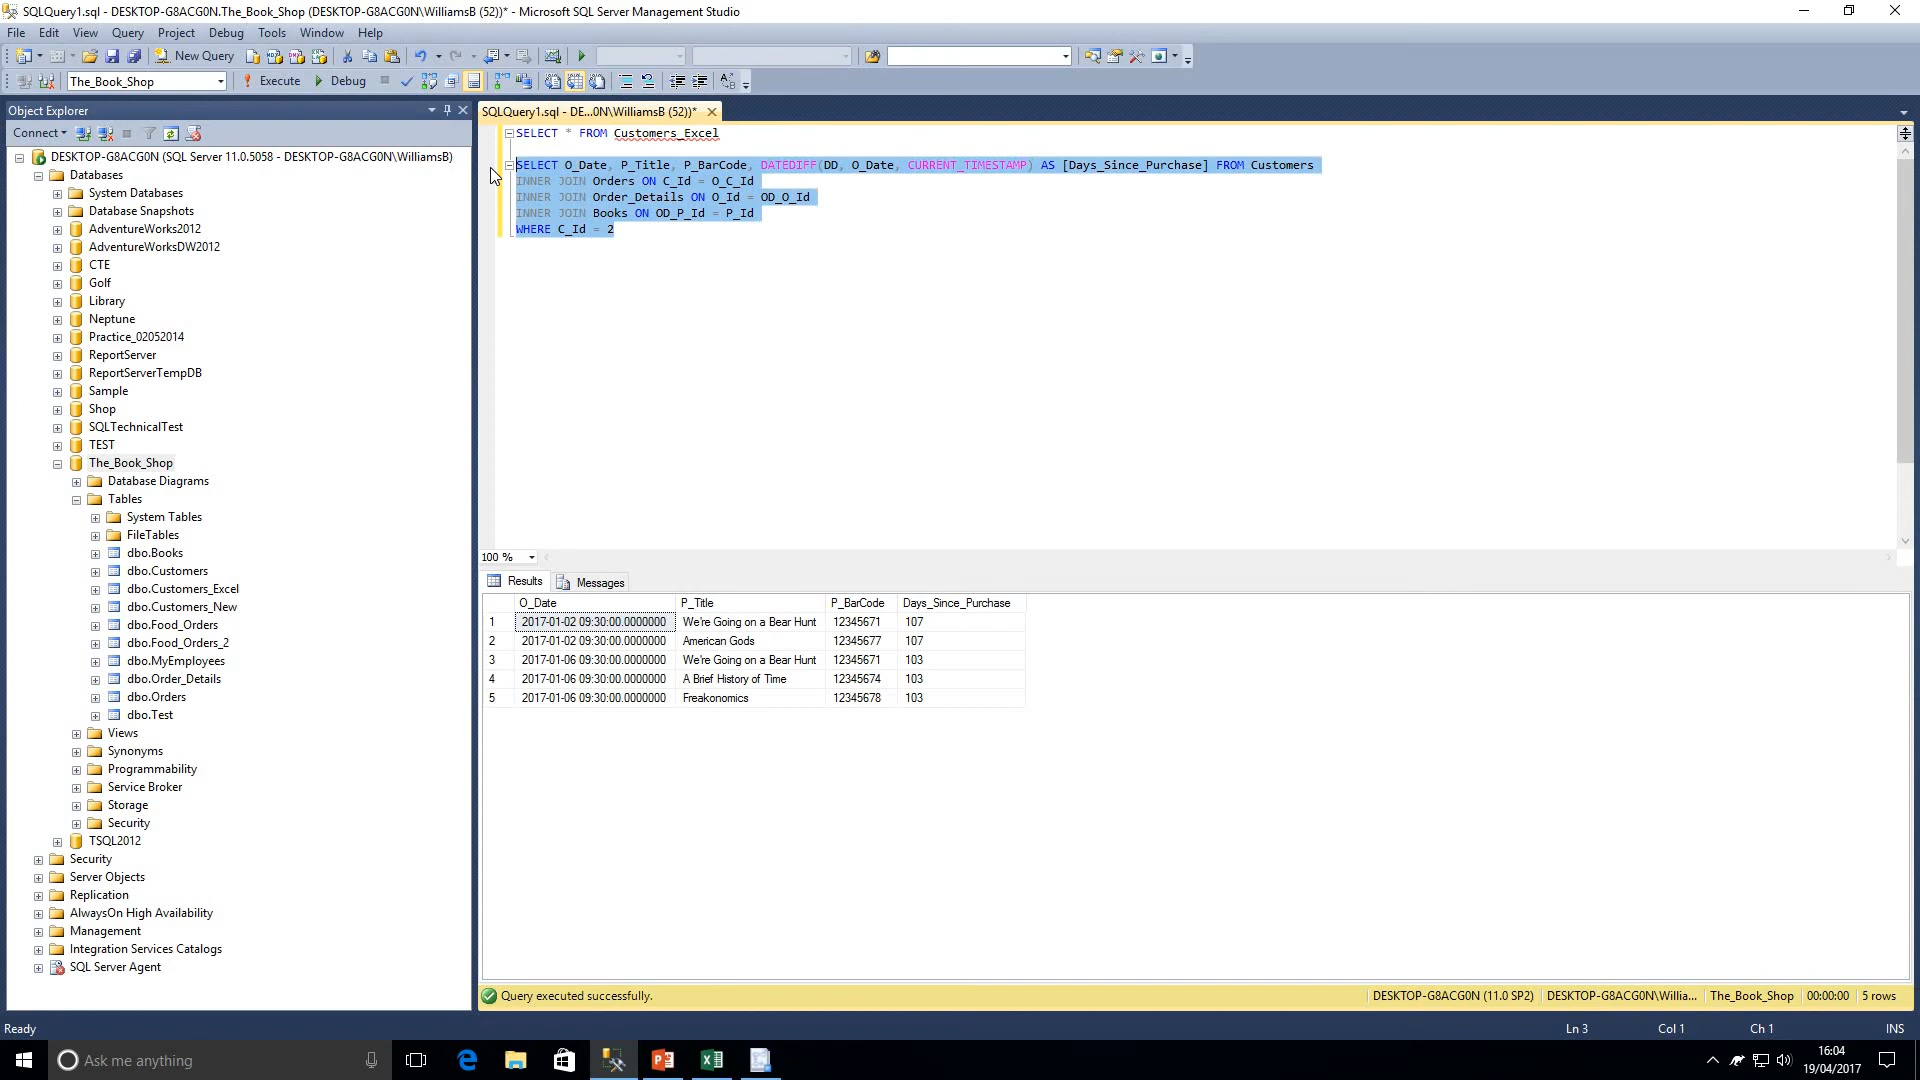 SQLQuery1.sql - DESKTOP-G8ACG0N.The_Book_Shop (DESKTOP-G8ACG0N\WilliamsB (52))* - Microsoft SQL Server Management Studio
File Edit View Query Project Debug Tools Window Help
New Query
The_Book_Shop Execute Debug
Object Explorer
SQLQuery1.sql - DE...0N\WilliamsB (52))*
Connect
SELECT * FROM Customers_Excel
SELECT O_Date, P_Title, P_BarCode, DATEDIFF(DD, O_Date, CURRENT_TIMESTAMP) AS [Days_Since_Purchase] FROM Customers
INNER JOIN Orders ON C_Id = O_C_Id
INNER JOIN Order_Details ON O_Id = OD_O_Id
INNER JOIN Books ON OD_P_Id = P_Id
WHERE C_Id = 2
DESKTOP-G8ACG0N (SQL Server 11.0.5058 - DESKTOP-G8ACG0N\WilliamsB)
Databases
System Databases
Database Snapshots
AdventureWorks2012
AdventureWorksDW2012
CTE
Golf
Library
Neptune
Practice_02052014
ReportServer
ReportServerTempDB
Sample
Shop
SQLTechnicalTest
TEST
The_Book_Shop
Database Diagrams
Tables
System Tables
FileTables
dbo.Books
dbo.Customers
dbo.Customers_Excel
dbo.Customers_New
dbo.Food_Orders
dbo.Food_Orders_2
dbo.MyEmployees
dbo.Order_Details
dbo.Orders
dbo.Test
Views
Synonyms
Programmability
Service Broker
Storage
Security
TSQL2012
Security
Server Objects
Replication
AlwaysOn High Availability
Management
Integration Services Catalogs
SQL Server Agent
100 %
Results Messages
O_Date P_Title P_BarCode Days_Since_Purchase
1 2017-01-02 09:30:00.0000000 We're Going on a Bear Hunt 12345671 107
2 2017-01-02 09:30:00.0000000 American Gods 12345677 107
3 2017-01-06 09:30:00.0000000 We're Going on a Bear Hunt 12345671 103
4 2017-01-06 09:30:00.0000000 A Brief History of Time 12345674 103
5 2017-01-06 09:30:00.0000000 Freakonomics 12345678 103
Query executed successfully. DESKTOP-G8ACG0N (11.0 SP2) DESKTOP-G8ACG0N\Willia... The_Book_Shop 00:00:00 5 rows
Ready Ln 3 Col 1 Ch 1 INS
Ask me anything
16:04
19/04/2017